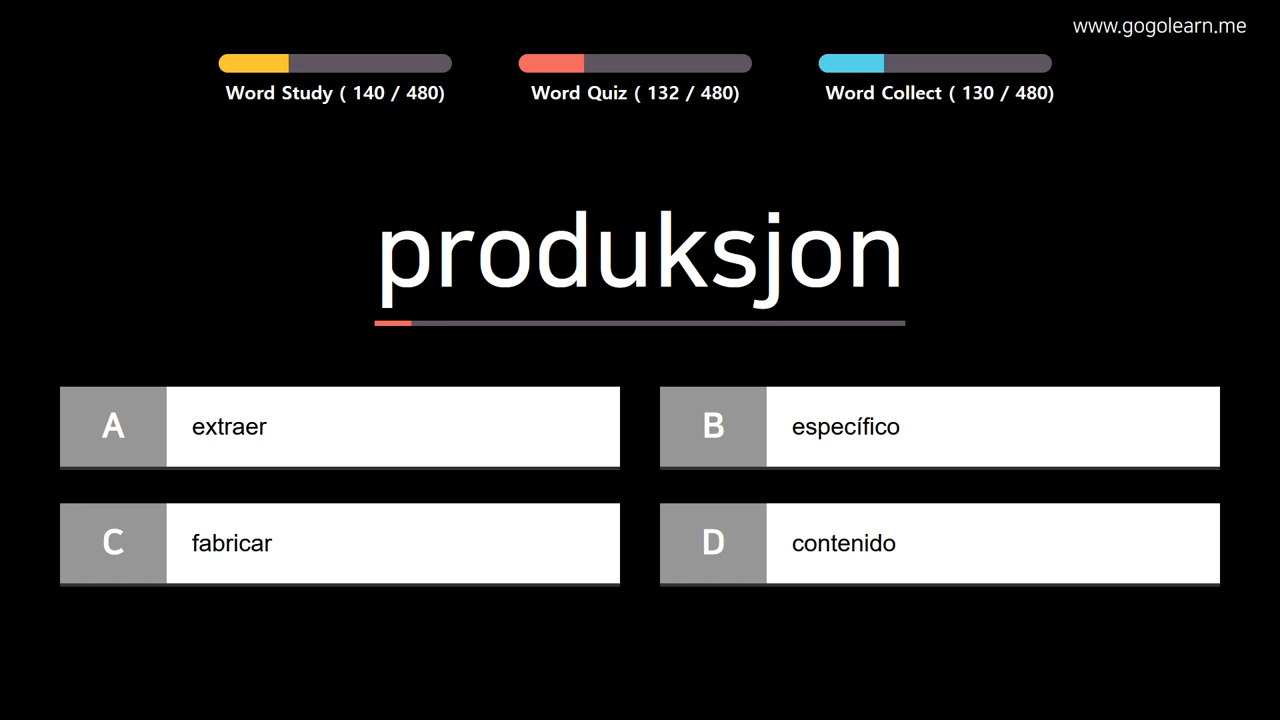 www.gogolearn.me
Word Study ( 140 / 480)
Word Quiz ( 132 / 480)
Word Collect ( 130 / 480)
produksjon
A extraer
B específico
C fabricar
D contenido